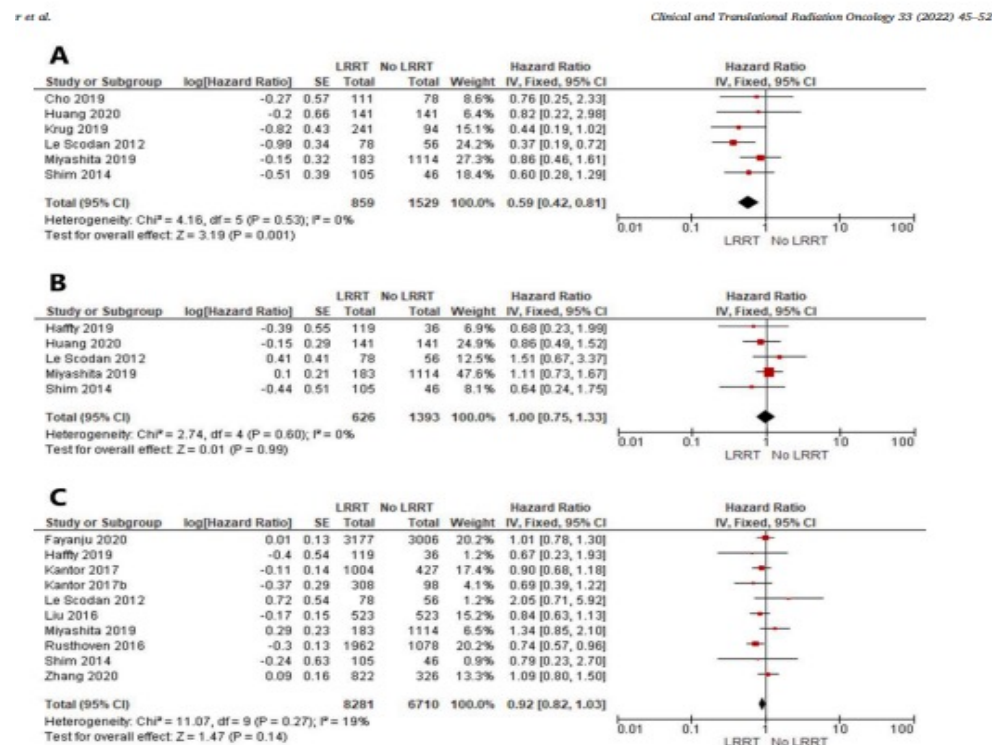 r et al. Clinical and Translational Radiation Oncology 33 (2022) 45–52
A
LRRT No LRRT Hazard Ratio Hazard Ratio
Study or Subgroup log[Hazard Ratio] SE Total Total Weight IV, Fixed, 95% CI IV, Fixed, 95% CI
Cho 2019 -0.27 0.57 111 78 8.6% 0.76 [0.25, 2.33]
Huang 2020 -0.2 0.66 141 141 6.4% 0.82 [0.22, 2.98]
Krug 2019 -0.82 0.43 241 94 15.1% 0.44 [0.19, 1.02]
Le Scodan 2012 -0.99 0.34 78 56 24.2% 0.37 [0.19, 0.72]
Miyashita 2019 -0.15 0.32 183 1114 27.3% 0.86 [0.46, 1.61]
Shim 2014 -0.51 0.39 105 46 18.4% 0.60 [0.28, 1.29]
Total (95% CI) 859 1529 100.0% 0.59 [0.42, 0.81]
Heterogeneity: Chi² = 4.16, df = 5 (P = 0.53); I² = 0%
Test for overall effect: Z = 3.19 (P = 0.001)
0.01 0.1 1 10 100
LRRT No LRRT
B
LRRT No LRRT Hazard Ratio Hazard Ratio
Study or Subgroup log[Hazard Ratio] SE Total Total Weight IV, Fixed, 95% CI IV, Fixed, 95% CI
Haffty 2019 -0.39 0.55 119 36 6.9% 0.68 [0.23, 1.99]
Huang 2020 -0.15 0.29 141 141 24.9% 0.86 [0.49, 1.52]
Le Scodan 2012 0.41 0.41 78 56 12.5% 1.51 [0.67, 3.37]
Miyashita 2019 0.1 0.21 183 1114 47.6% 1.11 [0.73, 1.67]
Shim 2014 -0.44 0.51 105 46 8.1% 0.64 [0.24, 1.75]
Total (95% CI) 626 1393 100.0% 1.00 [0.75, 1.33]
Heterogeneity: Chi² = 2.74, df = 4 (P = 0.60); I² = 0%
Test for overall effect: Z = 0.01 (P = 0.99)
0.01 0.1 1 10 100
LRRT No LRRT
C
LRRT No LRRT Hazard Ratio Hazard Ratio
Study or Subgroup log[Hazard Ratio] SE Total Total Weight IV, Fixed, 95% CI IV, Fixed, 95% CI
Fayanju 2020 0.01 0.13 3177 3006 20.2% 1.01 [0.78, 1.30]
Haffty 2019 -0.4 0.54 119 36 1.2% 0.67 [0.23, 1.93]
Kantor 2017 -0.11 0.14 1004 427 17.4% 0.90 [0.68, 1.18]
Kantor 2017b -0.37 0.29 308 98 4.1% 0.69 [0.39, 1.22]
Le Scodan 2012 0.72 0.54 78 56 1.2% 2.05 [0.71, 5.92]
Liu 2016 -0.17 0.15 523 523 15.2% 0.84 [0.63, 1.13]
Miyashita 2019 0.29 0.23 183 1114 6.5% 1.34 [0.85, 2.10]
Rusthoven 2016 -0.3 0.13 1962 1078 20.2% 0.74 [0.57, 0.96]
Shim 2014 -0.24 0.63 105 46 0.9% 0.79 [0.23, 2.70]
Zhang 2020 0.09 0.16 822 326 13.3% 1.09 [0.80, 1.50]
Total (95% CI) 8281 6710 100.0% 0.92 [0.82, 1.03]
Heterogeneity: Chi² = 11.07, df = 9 (P = 0.27); I² = 19%
Test for overall effect: Z = 1.47 (P = 0.14)
0.01 0.1 1 10 100
LRRT No LRRT